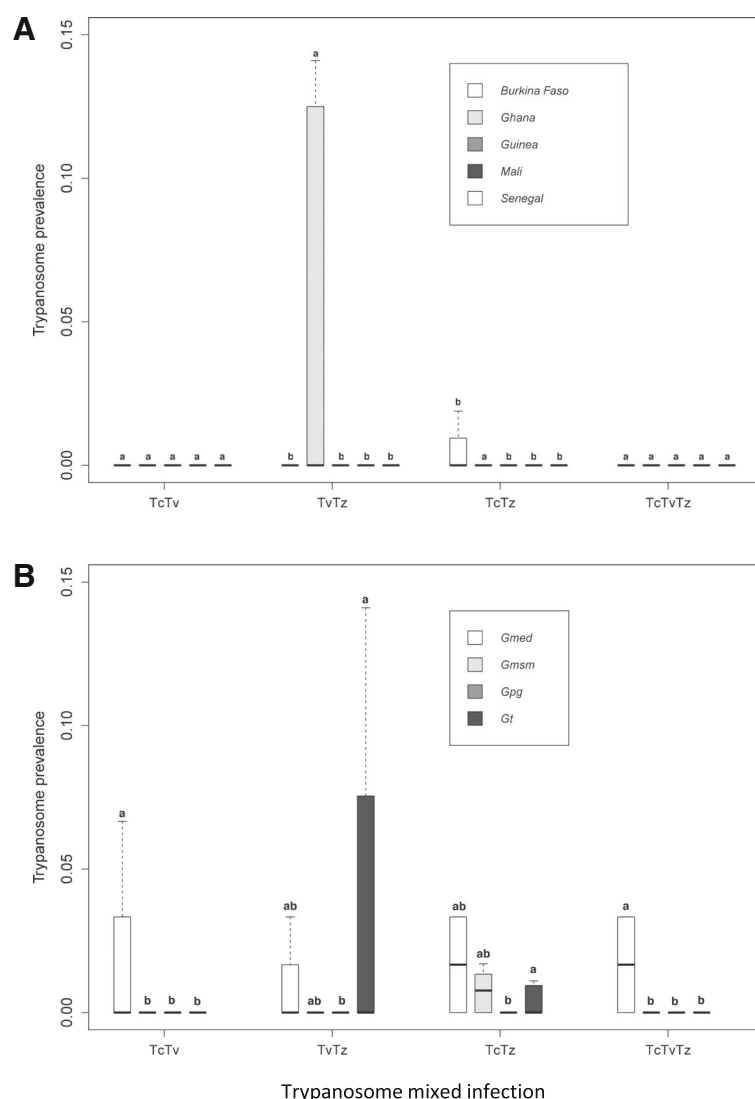 A
0.15
0.10
0.05
0.00
Trypanosome prevalence
Burkina Faso
Ghana
Guinea
Mali
Senegal
a a a a a
b a b b b
b a b b b
a a a a a
TcTv TvTz TcTz TcTvTz
B
0.15
0.10
0.05
0.00
Trypanosome prevalence
Gmed
Gmsm
Gpg
Gt
a b b b
ab ab b a
ab ab b a
a b b b
TcTv TvTz TcTz TcTvTz
Trypanosome mixed infection